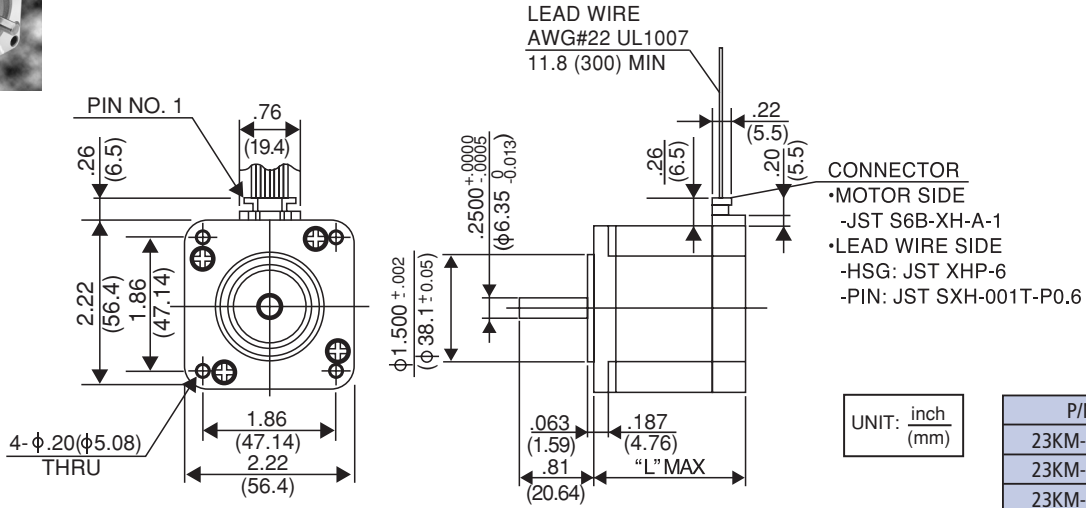 LEAD WIRE
AWG#22 UL1007
11.8 (300) MIN
PIN NO. 1
.76
(19.4)
.26
(6.5)
2.22
(56.4)
1.86
(47.14)
4-ϕ.20(ϕ5.08)
THRU
1.86
(47.14)
2.22
(56.4)
.2500 +.0000 -.0005
(ϕ6.35 0 -0.013)
ϕ1.500 ±.002
(ϕ38.1 ±0.05)
.26
(6.5)
.22
(5.5)
.20
(5.5)
.063
(1.59)
.187
(4.76)
.81
(20.64)
“L” MAX
CONNECTOR
•MOTOR SIDE
-JST S6B-XH-A-1
•LEAD WIRE SIDE
-HSG: JST XHP-6
-PIN: JST SXH-001T-P0.6
UNIT: inch
(mm)
23KM-
23KM-
23KM-